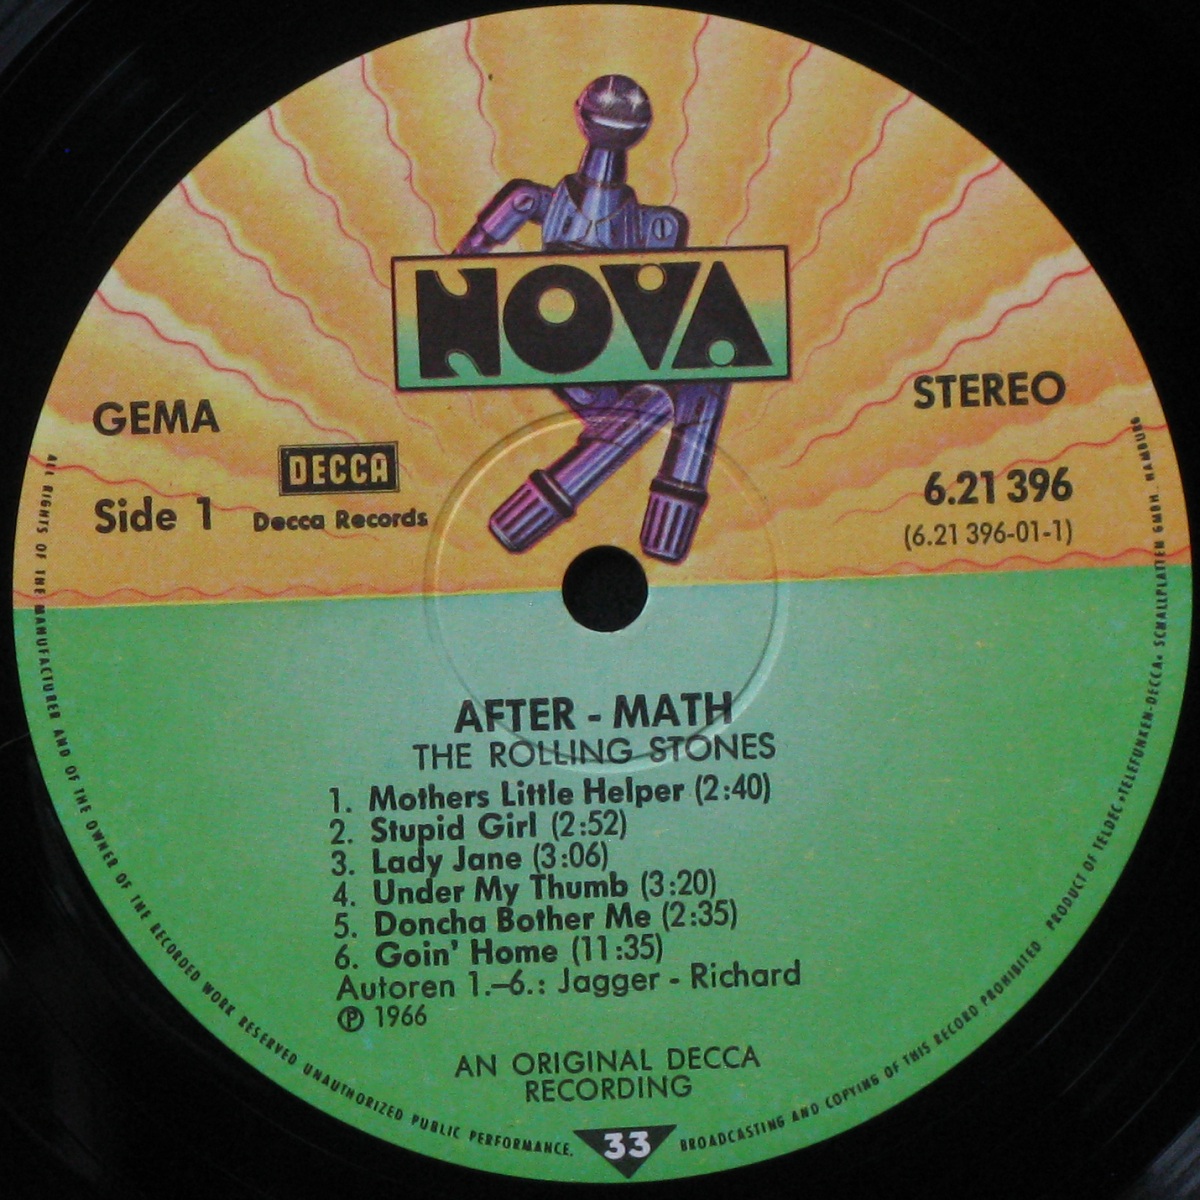 NOVA
GEMA
STEREO
DECCA
6.21 396
Side 1
Decca Records
(6.21 396-01-1)
AFTER - MATH
THE ROLLING STONES
1. Mothers Little Helper (2:40)
2. Stupid Girl (2:52)
3. Lady Jane (3:06)
4. Under My Thumb (3:20)
5. Doncha Bother Me (2:35)
6. Goin' Home (11:35)
Autoren 1.–6.: Jagger - Richard
℗ 1966
AN ORIGINAL DECCA
RECORDING
33
ALL RIGHTS OF THE MANUFACTURER AND OF THE OWNER OF THE RECORDED WORK RESERVED UNAUTHORIZED PUBLIC PERFORMANCE, BROADCASTING AND COPYING OF THIS RECORD PROHIBITED PRODUCT OF TELDEC »TELEFUNKEN-DECCA« SCHALLPLATTEN GMBH. HAMBURG